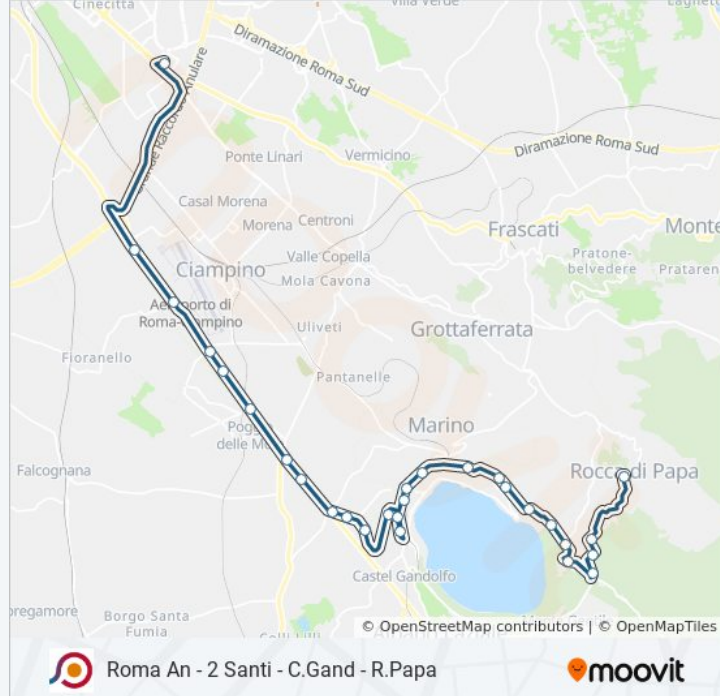 Cinecittà
Villa Verde
Laghetto
Diramazione Roma Sud
Grande Raccordo Anulare
Diramazione Roma Sud
Ponte Linari
Vermicino
Casal Morena
Morena
Centroni
Frascati
Monte
Valle Copella
Pratone-
belvedere
Prataren
Ciampino
Mola Cavona
Aeroporto di
Roma-Ciampino
Uliveti
Grottaferrata
Fioranello
Pantanelle
Marino
Falcognana
Rocca di Papa
Castel Gandolfo
bregamore
Borgo Santa
Fumia
© OpenStreetMap contributors | © OpenMapTiles
Roma An - 2 Santi - C.Gand - R.Papa
moovit